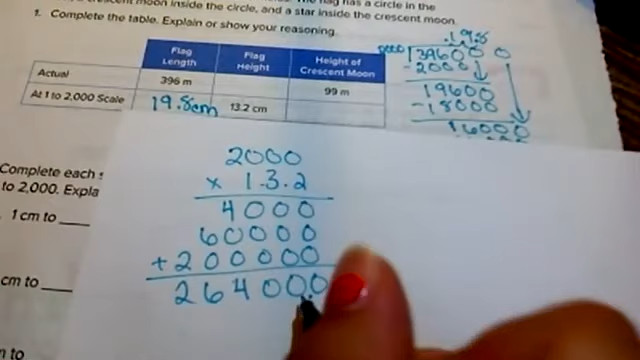 crescent moon inside the circle, and a star inside the crescent moon.
1. Complete the table. Explain or show your reasoning.
Flag Length
Flag Height
Height of Crescent Moon
Actual
396 m
99 m
At 1 to 2,000 Scale
19.8cm
13.2 cm
.198
2000
- 2000
19600
- 18000
16000
Complete each
to 2,000. Expla
1 cm to
cm to
n to
2000
x 13.2
4000
60000
+ 200000
264000.0